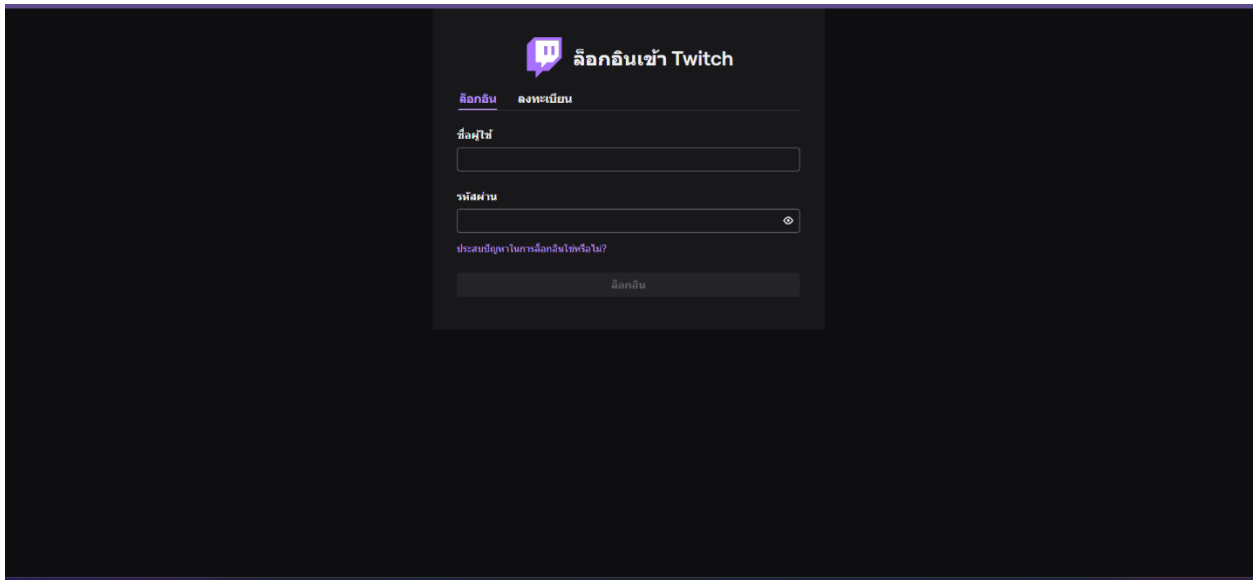 ล็อกอินเข้า Twitch
ล็อกอิน ลงทะเบียน
ชื่อผู้ใช้
รหัสผ่าน
ประสบปัญหาในการล็อกอินใช่หรือไม่?
ล็อกอิน